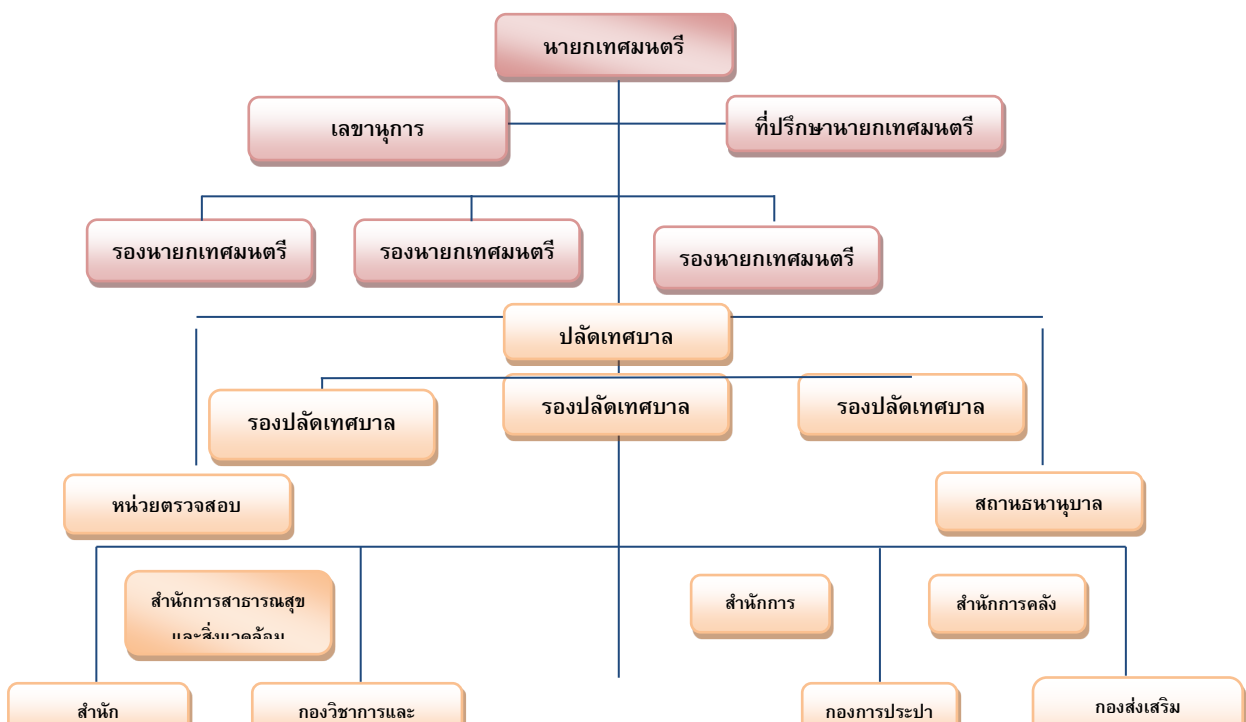 นายกเทศมนตรี
เลขานุการ
ที่ปรึกษานายกเทศมนตรี
รองนายกเทศมนตรี
รองนายกเทศมนตรี
รองนายกเทศมนตรี
ปลัดเทศบาล
รองปลัดเทศบาล
รองปลัดเทศบาล
รองปลัดเทศบาล
หน่วยตรวจสอบ
สถานธนานุบาล
สำนักการสาธารณสุข
และสิ่งแวดล้อม
สำนักการ
สำนักการคลัง
สำนัก
กองวิชาการและ
กองการประปา
กองส่งเสริม